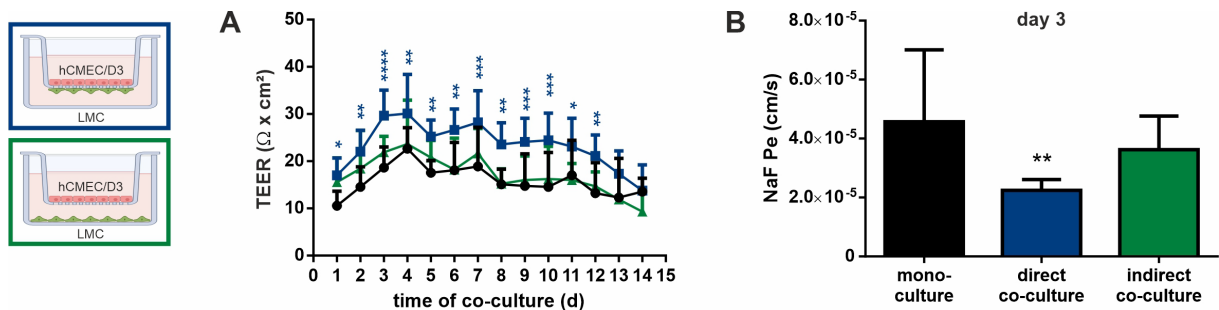 hCMEC/D3
LMC
hCMEC/D3
LMC
A
TEER (Ω x cm²)
50
40
30
20
10
0
*
**
****
**
**
**
***
**
***
***
*
**
0 1 2 3 4 5 6 7 8 9 10 11 12 13 14 15
time of co-culture (d)
B
day 3
NaF Pe (cm/s)
8.0×10⁻⁵
6.0×10⁻⁵
4.0×10⁻⁵
2.0×10⁻⁵
0
**
mono-
culture
direct
co-culture
indirect
co-culture